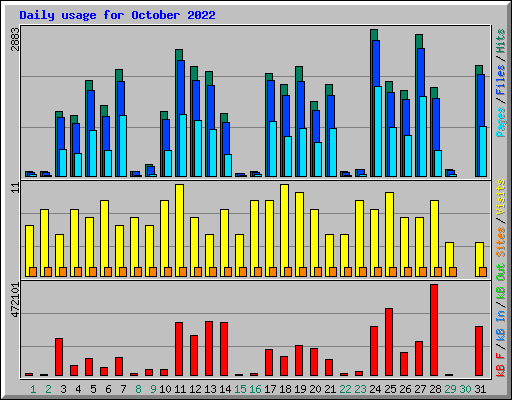 Daily usage for October 2022
2883
Pages / Files / Hits
11
Sites / Visits
472101
kB F / kB In / kB Out
1 2 3 4 5 6 7 8 9 10 11 12 13 14 15 16 17 18 19 20 21 22 23 24 25 26 27 28 29 30 31